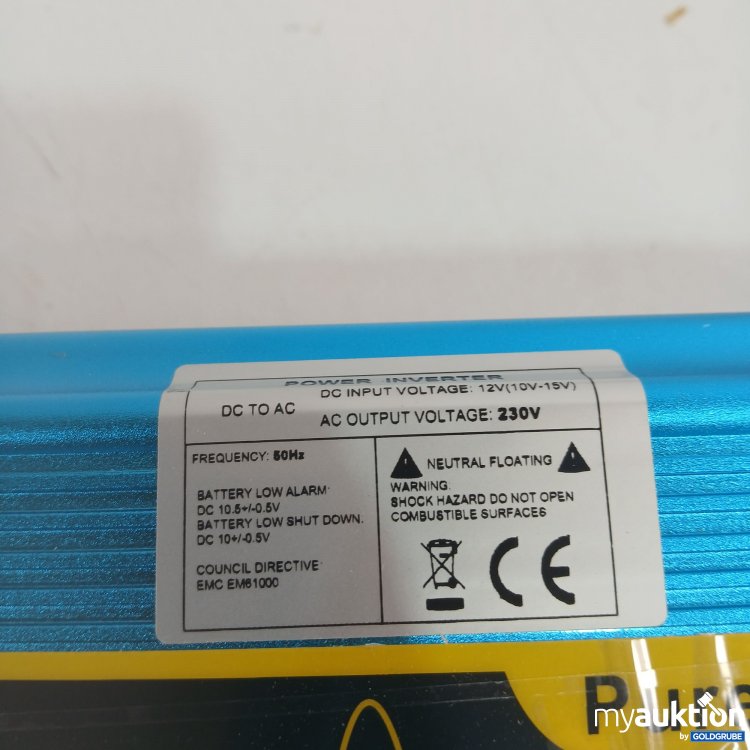 POWER INVERTER
DC TO AC
DC INPUT VOLTAGE: 12V(10V-15V)
AC OUTPUT VOLTAGE: 230V
FREQUENCY: 50Hz
BATTERY LOW ALARM:
DC 10.5+/-0.5V
BATTERY LOW SHUT DOWN:
DC 10+/-0.5V
COUNCIL DIRECTIVE
EMC EM61000
NEUTRAL FLOATING
WARNING:
SHOCK HAZARD DO NOT OPEN
COMBUSTIBLE SURFACES
CE
Pure
myauktion
by GOLDGRUBE